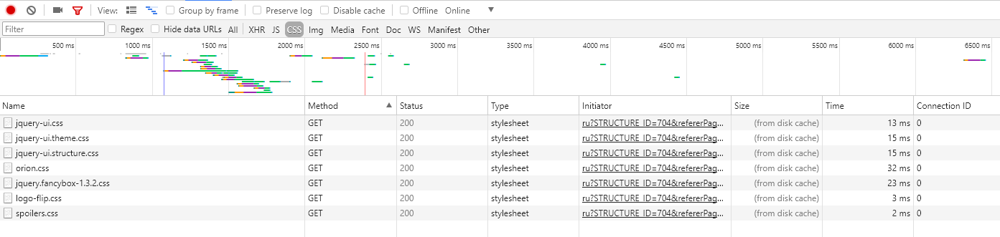 View: Group by frame Preserve log Disable cache Offline Online
Filter Regex Hide data URLs All XHR JS CSS Img Media Font Doc WS Manifest Other
500 ms 1000 ms 1500 ms 2000 ms 2500 ms 3000 ms 3500 ms 4000 ms 4500 ms 5000 ms 5500 ms 6000 ms 6500 ms
Name Method Status Type Initiator Size Time Connection ID
jquery-ui.css GET 200 stylesheet ru?STRUCTURE_ID=704&refererPag... (from disk cache) 13 ms 0
jquery-ui.theme.css GET 200 stylesheet ru?STRUCTURE_ID=704&refererPag... (from disk cache) 15 ms 0
jquery-ui.structure.css GET 200 stylesheet ru?STRUCTURE_ID=704&refererPag... (from disk cache) 15 ms 0
orion.css GET 200 stylesheet ru?STRUCTURE_ID=704&refererPag... (from disk cache) 32 ms 0
jquery.fancybox-1.3.2.css GET 200 stylesheet ru?STRUCTURE_ID=704&refererPag... (from disk cache) 23 ms 0
logo-flip.css GET 200 stylesheet ru?STRUCTURE_ID=704&refererPag... (from disk cache) 3 ms 0
spoilers.css GET 200 stylesheet ru?STRUCTURE_ID=704&refererPag... (from disk cache) 2 ms 0